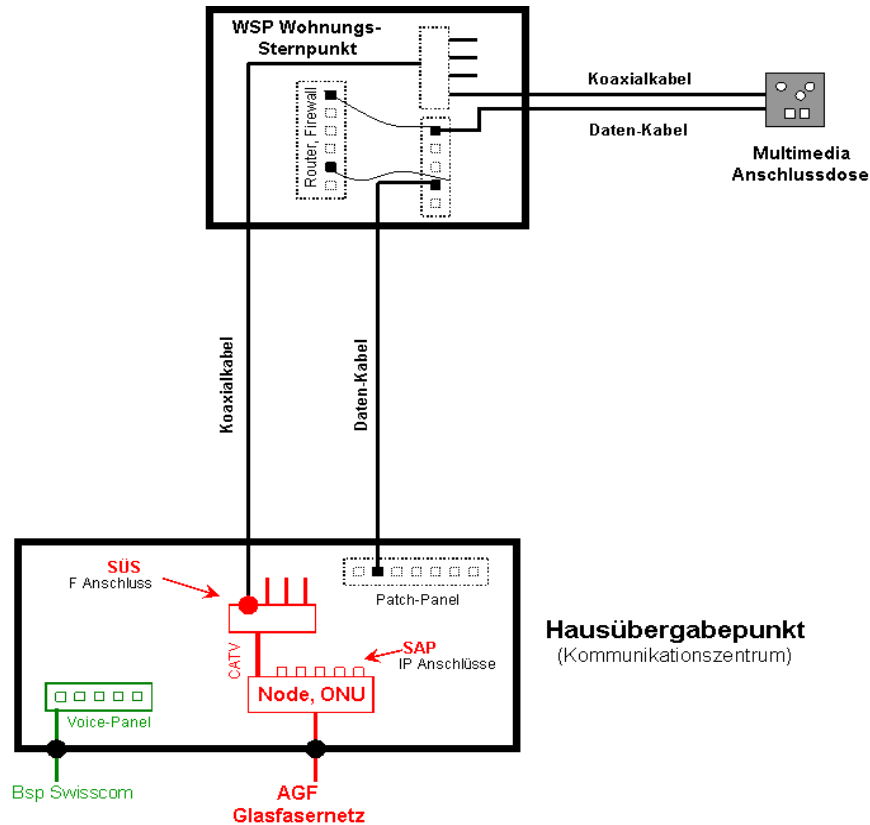 WSP Wohnungs-
Sternpunkt
Router, Firewall
Koaxialkabel
Daten-Kabel
Multimedia
Anschlussdose
Koaxialkabel
Daten-Kabel
SÜS
F Anschluss
Patch-Panel
CATV
SAP
IP Anschlüsse
Node, ONU
Voice-Panel
Hausübergabepunkt
(Kommunikationszentrum)
Bsp Swisscom
AGF
Glasfasernetz